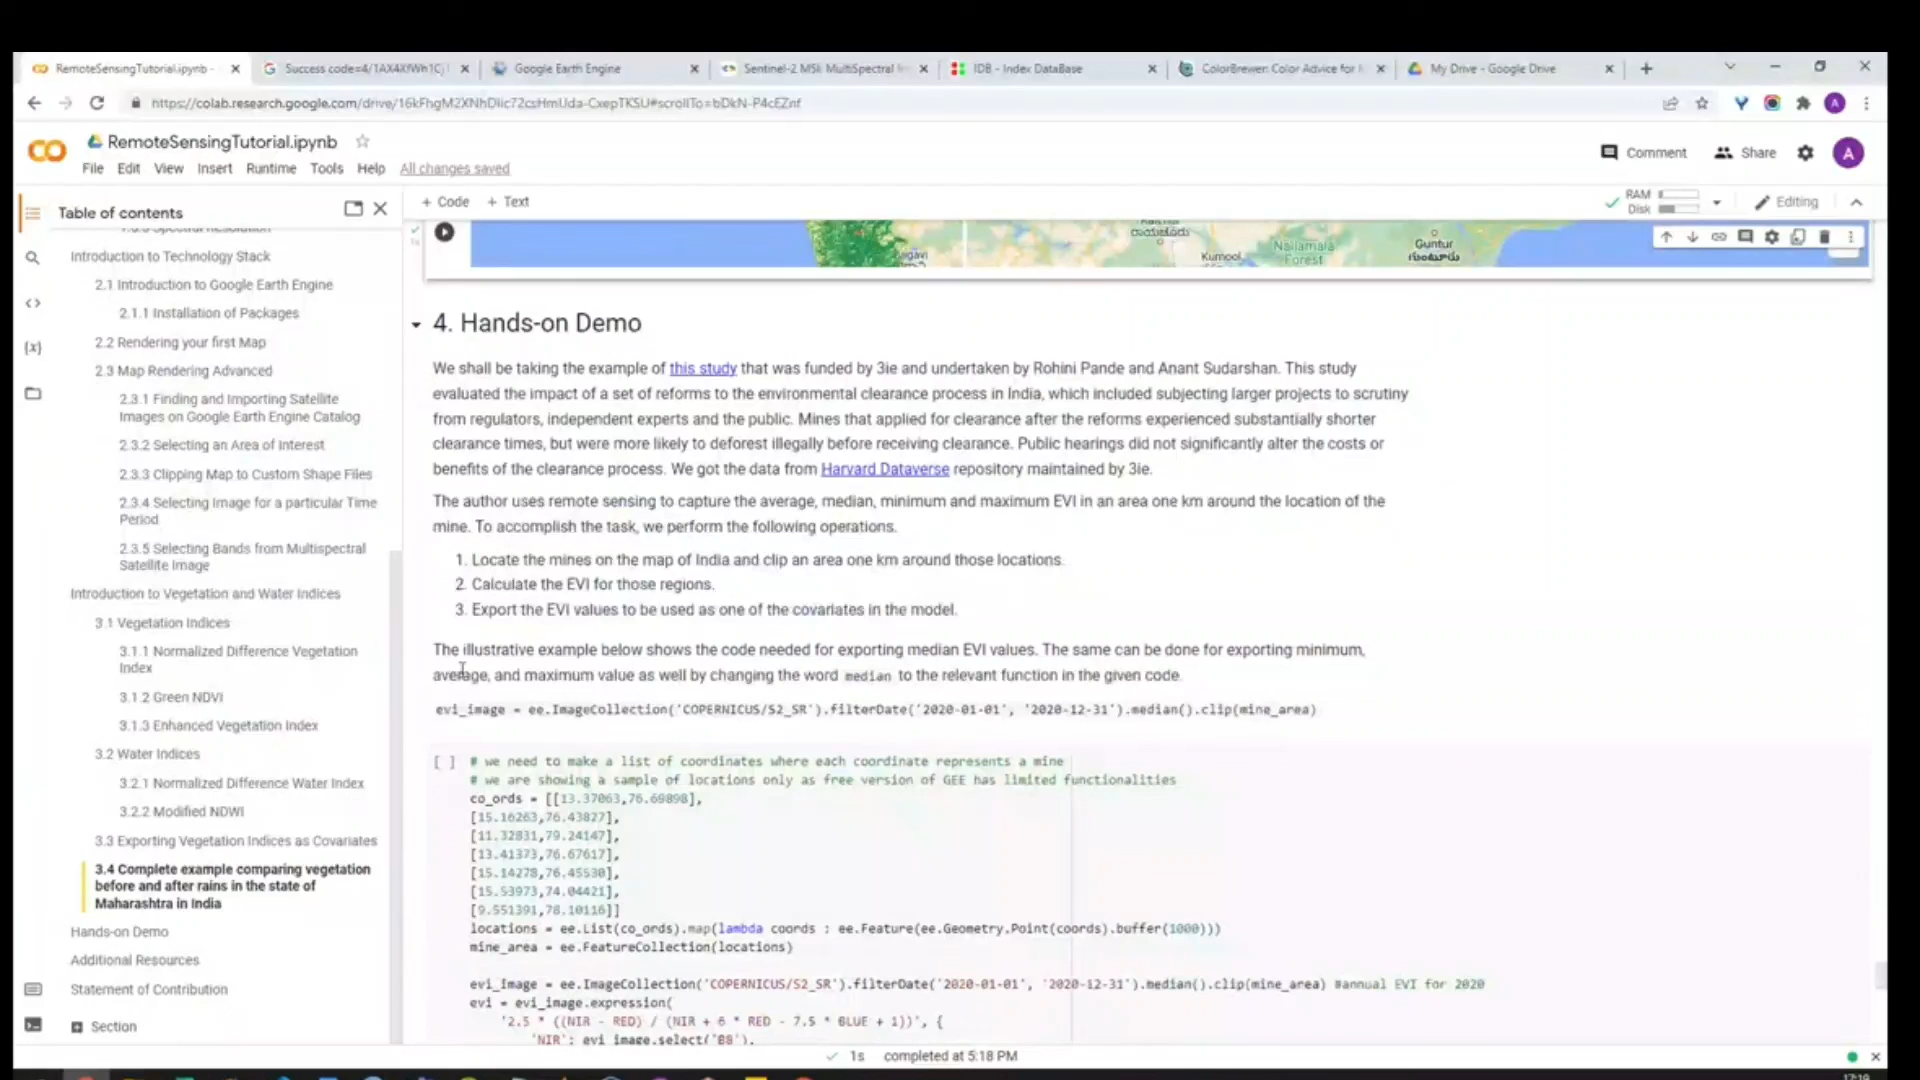 RemoteSensingTutorial.ipynb -
Success code=4/1AX4XfWh1Cj
Google Earth Engine
Sentinel-2 MSI: MultiSpectral
IDB - Index DataBase
ColorBrewer: Color Advice for
My Drive - Google Drive
https://colab.research.google.com/drive/
RemoteSensingTutorial.ipynb
File Edit View Insert Runtime Tools Help All changes saved
Comment Share A
Table of contents
+ Code + Text
RAM
Disk
Editing
Introduction to Technology Stack
2.1 Introduction to Google Earth Engine
2.1.1 Installation of Packages
2.2 Rendering your first Map
2.3 Map Rendering Advanced
2.3.1 Finding and Importing Satellite
Images on Google Earth Engine Catalog
2.3.2 Selecting an Area of Interest
2.3.3 Clipping Map to Custom Shape Files
2.3.4 Selecting Image for a particular Time
Period
2.3.5 Selecting Bands from Multispectral
Satellite Image
Introduction to Vegetation and Water Indices
3.1 Vegetation Indices
3.1.1 Normalized Difference Vegetation
Index
3.1.2 Green NDVI
3.1.3 Enhanced Vegetation Index
3.2 Water Indices
3.2.1 Normalized Difference Water Index
3.2.2 Modified NDWI
3.3 Exporting Vegetation Indices as Covariates
3.4 Complete example comparing vegetation
before and after rains in the state of
Maharashtra in India
Hands-on Demo
Additional Resources
Statement of Contribution
Section
ರಾಯಚೂರು
Kurnool
Nallamala
Forest
Guntur
4. Hands-on Demo
We shall be taking the example of this study that was funded by 3ie and undertaken by Rohini Pande and Anant Sudarshan. This study
evaluated the impact of a set of reforms to the environmental clearance process in India, which included subjecting larger projects to scrutiny
from regulators, independent experts and the public. Mines that applied for clearance after the reforms experienced substantially shorter
clearance times, but were more likely to deforest illegally before receiving clearance. Public hearings did not significantly alter the costs or
benefits of the clearance process. We got the data from Harvard Dataverse repository maintained by 3ie.
The author uses remote sensing to capture the average, median, minimum and maximum EVI in an area one km around the location of the
mine. To accomplish the task, we perform the following operations.
1. Locate the mines on the map of India and clip an area one km around those locations.
2. Calculate the EVI for those regions.
3. Export the EVI values to be used as one of the covariates in the model.
The illustrative example below shows the code needed for exporting median EVI values. The same can be done for exporting minimum,
average, and maximum value as well by changing the word median to the relevant function in the given code.
evi_image = ee.ImageCollection('COPERNICUS/S2_SR').filterDate('2020-01-01', '2020-12-31').median().clip(mine_area)
[ ] # we need to make a list of coordinates where each coordinate represents a mine
# we are showing a sample of locations only as free version of GEE has limited functionalities
co_ords = [[13.37063,76.69898],
[15.16263,76.43827],
[11.32831,79.24147],
[13.41373,76.67617],
[15.14278,76.45530],
[15.53973,74.04421],
[9.551391,78.10116]]
locations = ee.List(co_ords).map(lambda coords : ee.Feature(ee.Geometry.Point(coords).buffer(1000)))
mine_area = ee.FeatureCollection(locations)
evi_image = ee.ImageCollection('COPERNICUS/S2_SR').filterDate('2020-01-01', '2020-12-31').median().clip(mine_area) #annual EVI for 2020
evi = evi_image.expression(
'2.5 * ((NIR - RED) / (NIR + 6 * RED - 7.5 * BLUE + 1))', {
'NIR': evi_image.select('B8'),
1s completed at 5:18 PM